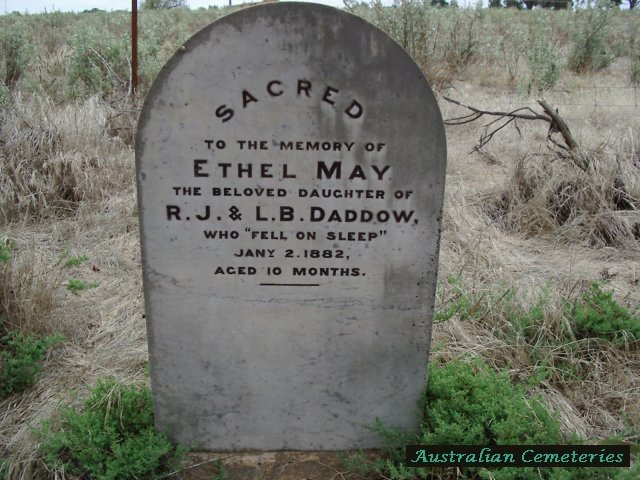 SACRED
TO THE MEMORY OF
ETHEL MAY
THE BELOVED DAUGHTER OF
R.J. & L.B. DADDOW,
WHO "FELL ON SLEEP"
JANY 2. 1882,
AGED 10 MONTHS.
Australian Cemeteries